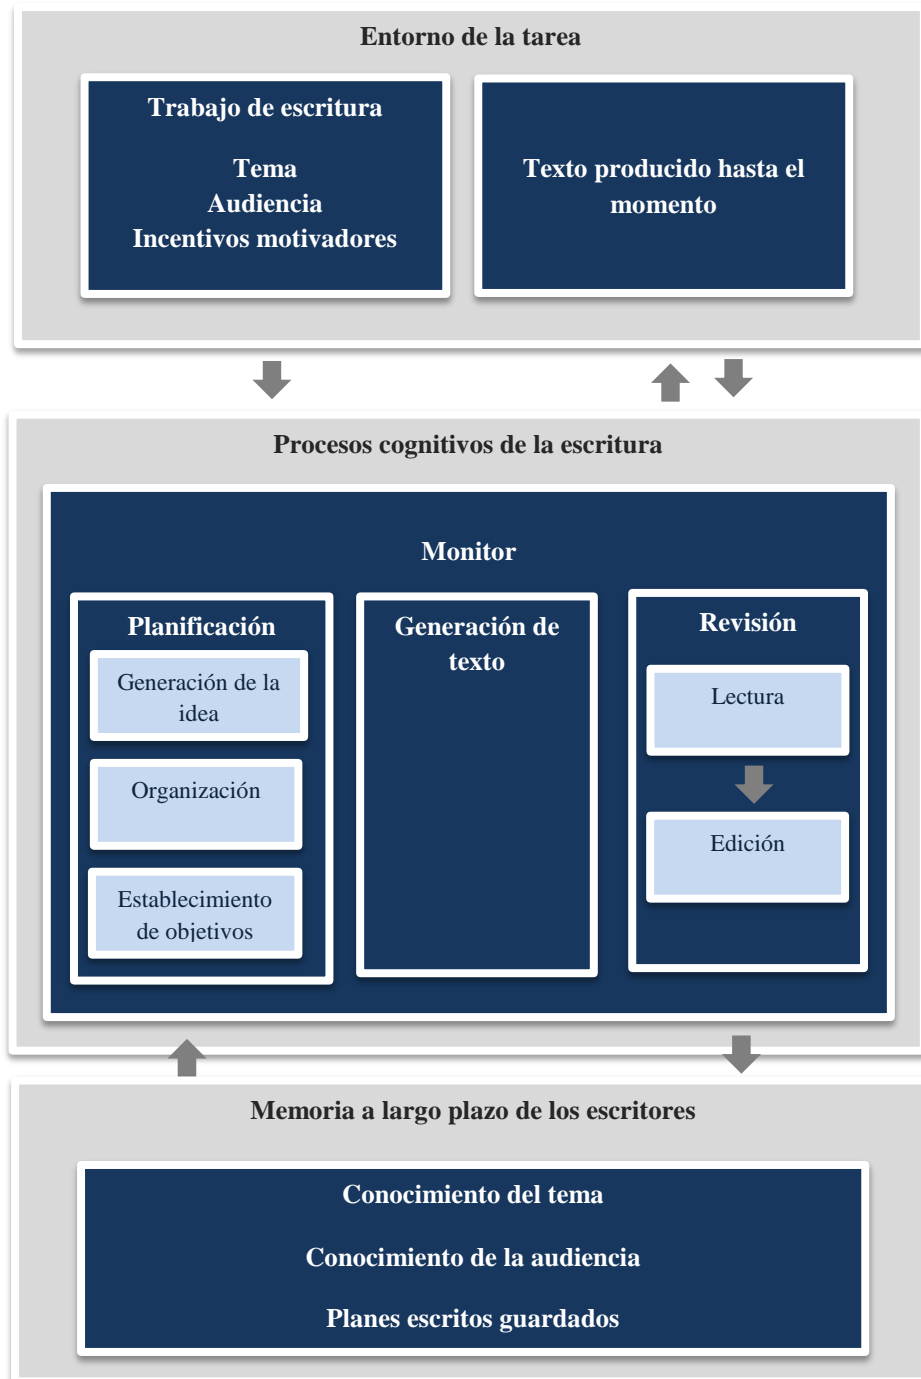 Entorno de la tarea
Trabajo de escritura
Tema
Audiencia
Incentivos motivadores
Texto producido hasta el
momento
Procesos cognitivos de la escritura
Monitor
Planificación
Generación de la
idea
Organización
Establecimiento
de objetivos
Generación de
texto
Revisión
Lectura
Edición
Memoria a largo plazo de los escritores
Conocimiento del tema
Conocimiento de la audiencia
Planes escritos guardados